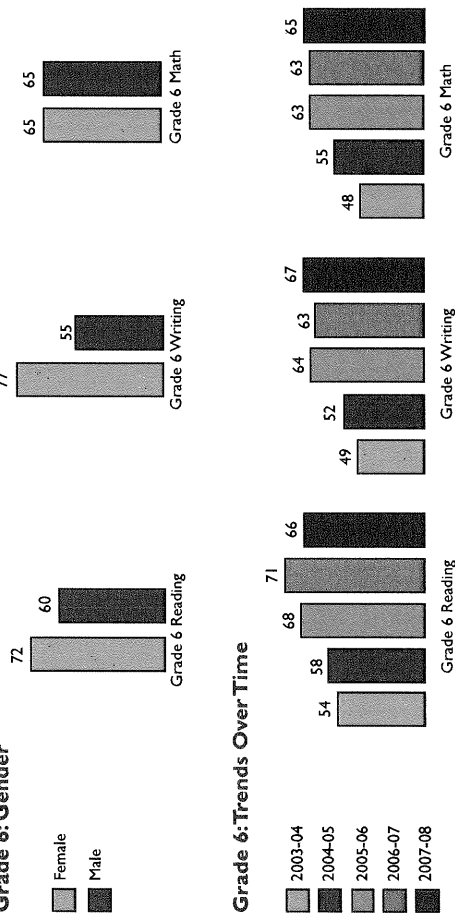 Grade 6: Gender
Female
Male
72
60
Grade 6 Reading
77
55
Grade 6 Writing
65
65
Grade 6 Math
Grade 6: Trends Over Time
2003-04
2004-05
2005-06
2006-07
2007-08
54
58
68
71
66
Grade 6 Reading
49
52
64
63
67
Grade 6 Writing
48
55
63
63
65
Grade 6 Math